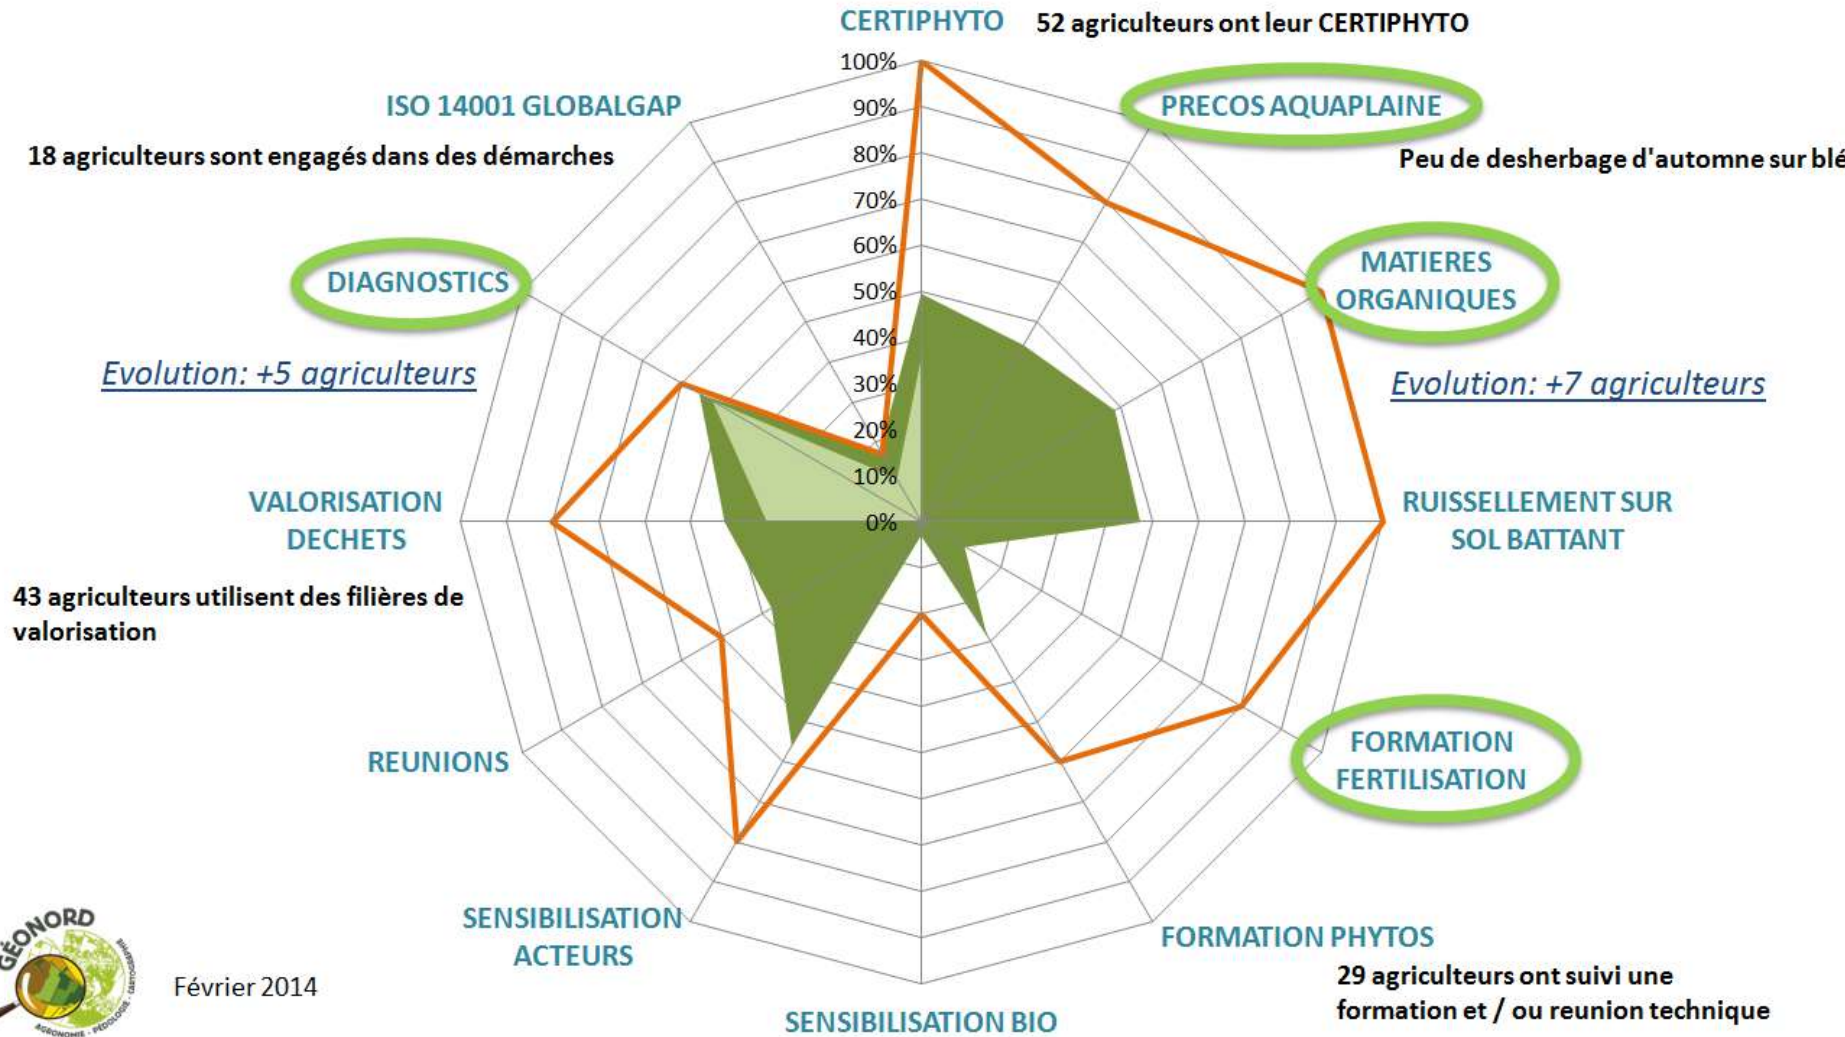 CERTIPHYTO
52 agriculteurs ont leur CERTIPHYTO
100%
90%
80%
70%
60%
50%
40%
30%
20%
10%
0%
PRECOS AQUAPLAINE
Peu de desherbage d'automne sur blé
MATIERES
ORGANIQUES
Evolution: +7 agriculteurs
RUISSELLEMENT SUR
SOL BATTANT
FORMATION
FERTILISATION
FORMATION PHYTOS
29 agriculteurs ont suivi une
formation et / ou reunion technique
SENSIBILISATION BIO
SENSIBILISATION
ACTEURS
REUNIONS
VALORISATION
DECHETS
43 agriculteurs utilisent des filières de
valorisation
DIAGNOSTICS
Evolution: +5 agriculteurs
ISO 14001 GLOBALGAP
18 agriculteurs sont engagés dans des démarches
GÉONORD
AGRONOMIE - PÉDOLOGIE - CARTOGRAPHIE
Février 2014